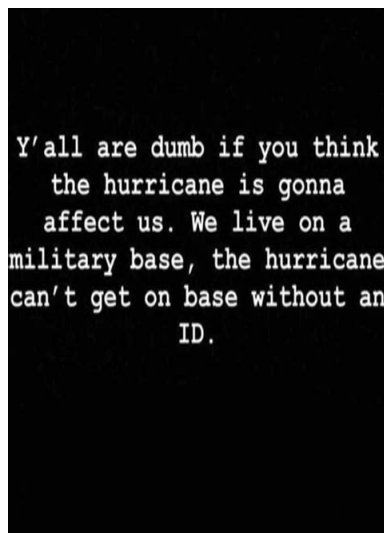 Y'all are dumb if you think
the hurricane is gonna
affect us. We live on a
military base, the hurricane
can't get on base without an
ID.